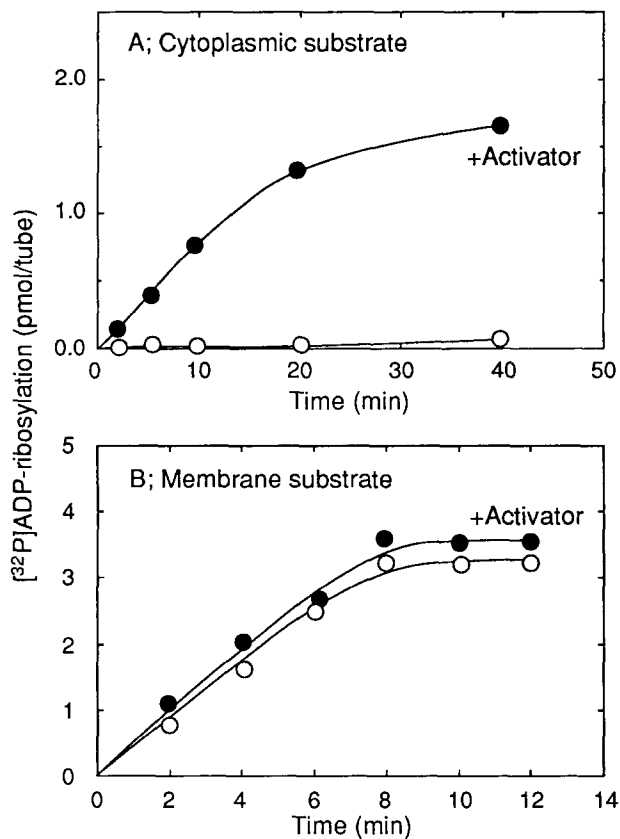 A; Cytoplasmic substrate
2.0
1.0
0.0
+Activator
0 10 20 30 40 50
Time (min)
[³²P]ADP-ribosylation (pmol/tube)
B; Membrane substrate
5
4
3
2
1
0
+Activator
0 2 4 6 8 10 12 14
Time (min)